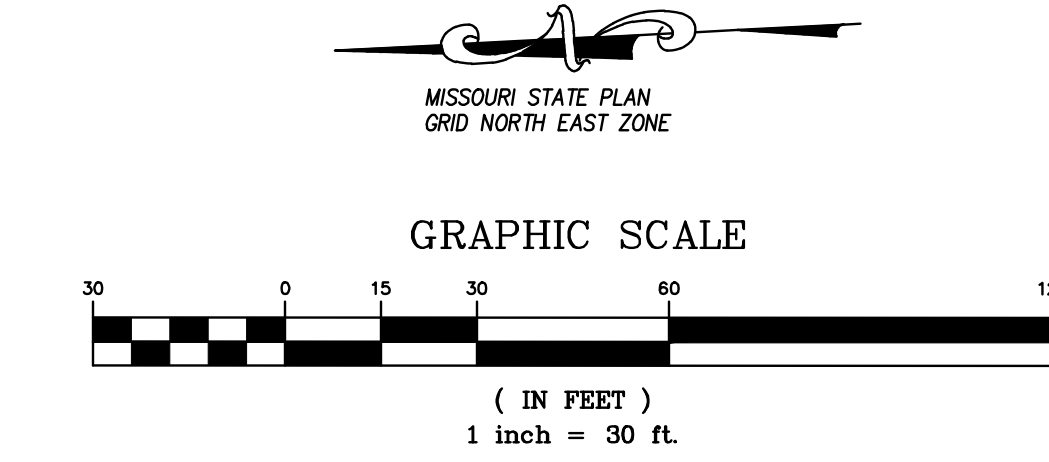 N
MISSOURI STATE PLAN
GRID NORTH EAST ZONE
GRAPHIC SCALE
30 0 15 30 60
( IN FEET )
1 inch = 30 ft.